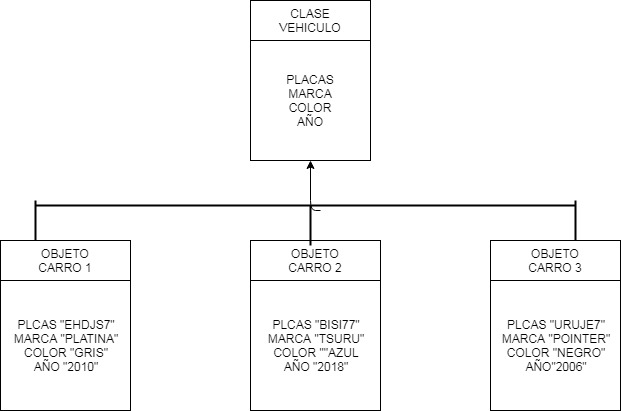 CLASE
VEHICULO
PLACAS
MARCA
COLOR
AÑO
OBJETO
CARRO 1
PLCAS "EHDJS7"
MARCA "PLATINA"
COLOR "GRIS"
AÑO "2010"
OBJETO
CARRO 2
PLCAS "BISI77"
MARCA "TSURU"
COLOR ""AZUL
AÑO "2018"
OBJETO
CARRO 3
PLCAS "URUJE7"
MARCA "POINTER"
COLOR "NEGRO"
AÑO"2006"